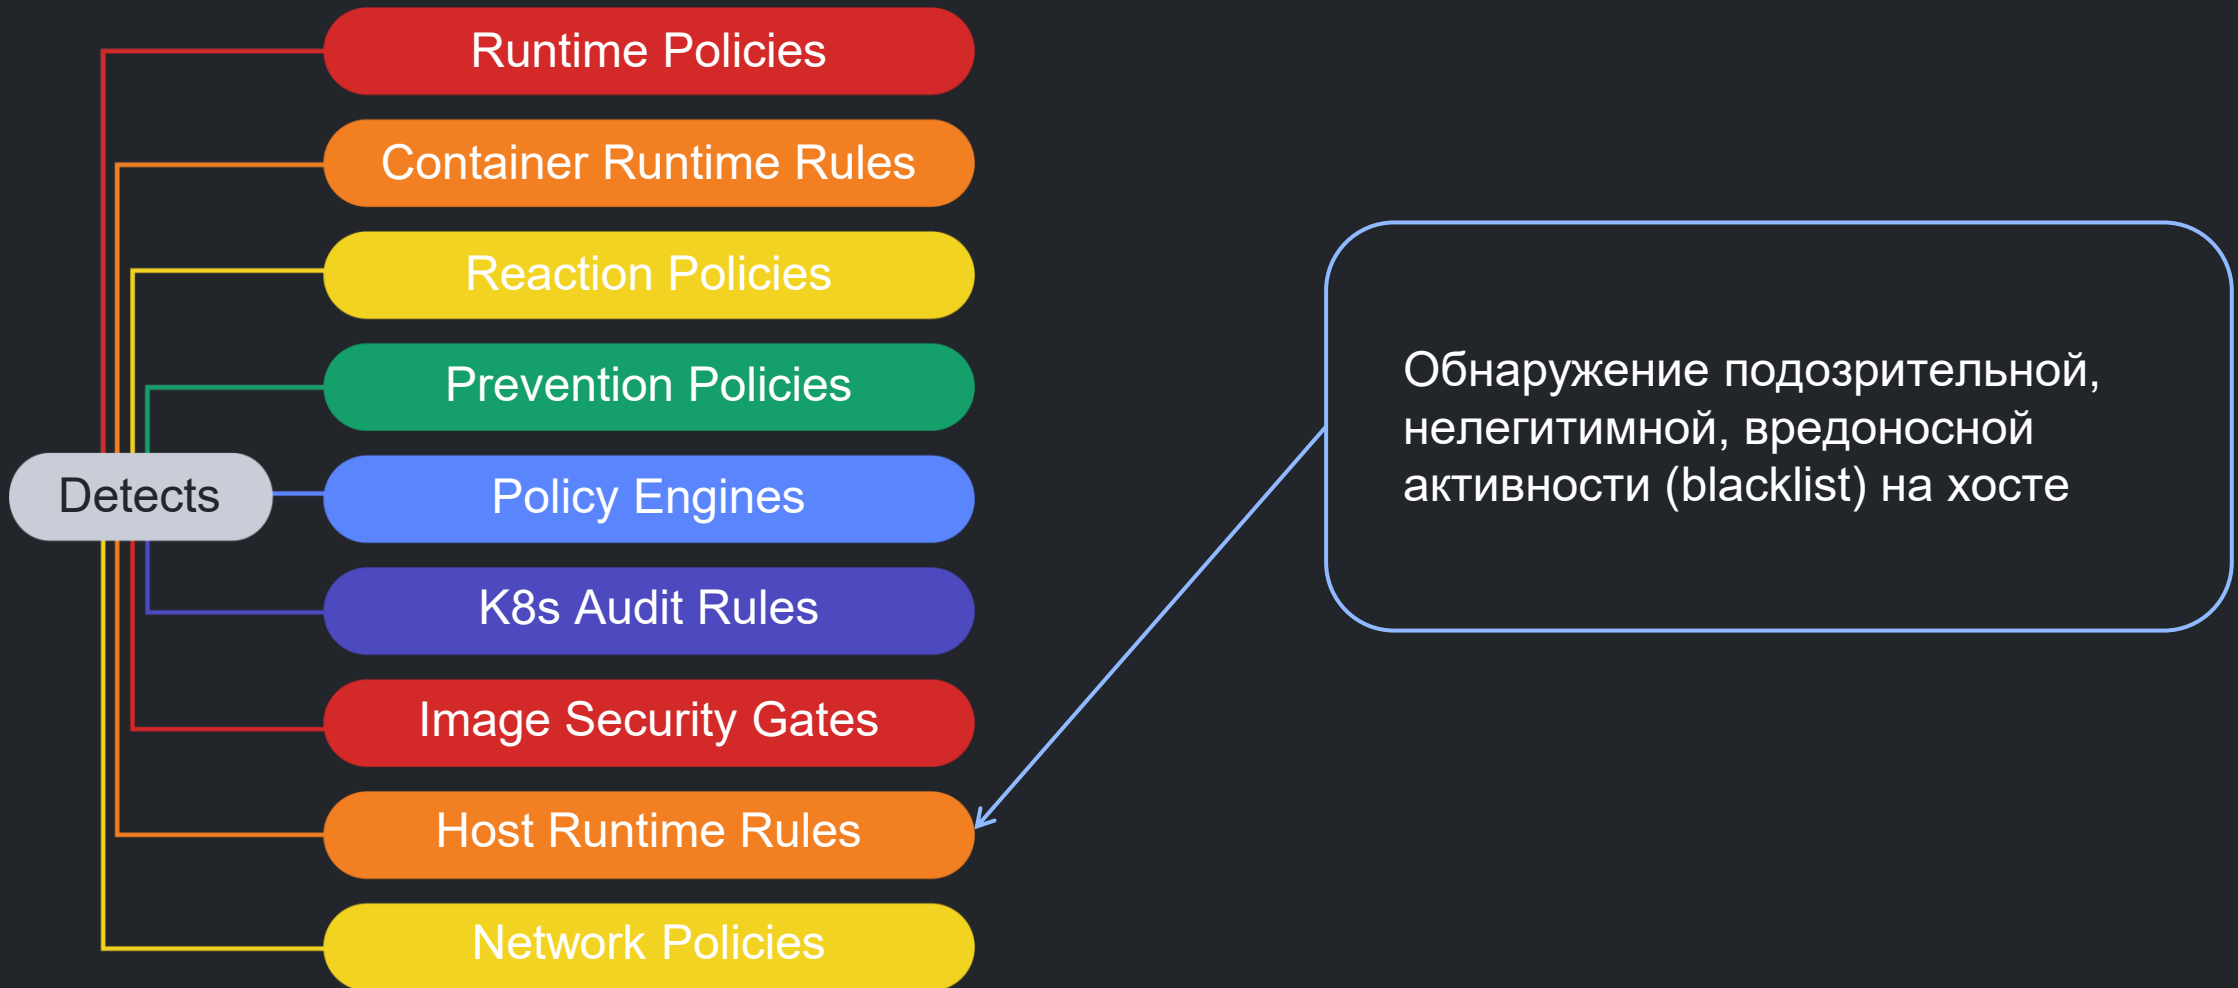 Runtime Policies
Container Runtime Rules
Reaction Policies
Prevention Policies
Detects
Policy Engines
K8s Audit Rules
Image Security Gates
Host Runtime Rules
Network Policies
Обнаружение подозрительной,
нелегитимной, вредоносной
активности (blacklist) на хосте